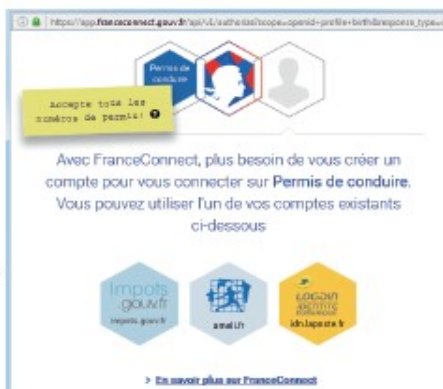 https://app.franceconnect.gouv.fr/api/v1/authorize?scope=openid+profile+birth&response_type=
Permis de
conduire
Accepte tous les
numéros de permis!
Avec FranceConnect, plus besoin de vous créer un
compte pour vous connecter sur Permis de conduire.
Vous pouvez utiliser l'un de vos comptes existants
ci-dessous
impots
.gouv.fr
impots.gouv.fr
ameli.fr
LOGGIN
IDENTITÉ
NUMÉRIQUE
idn.laposte.fr
> En savoir plus sur FranceConnect